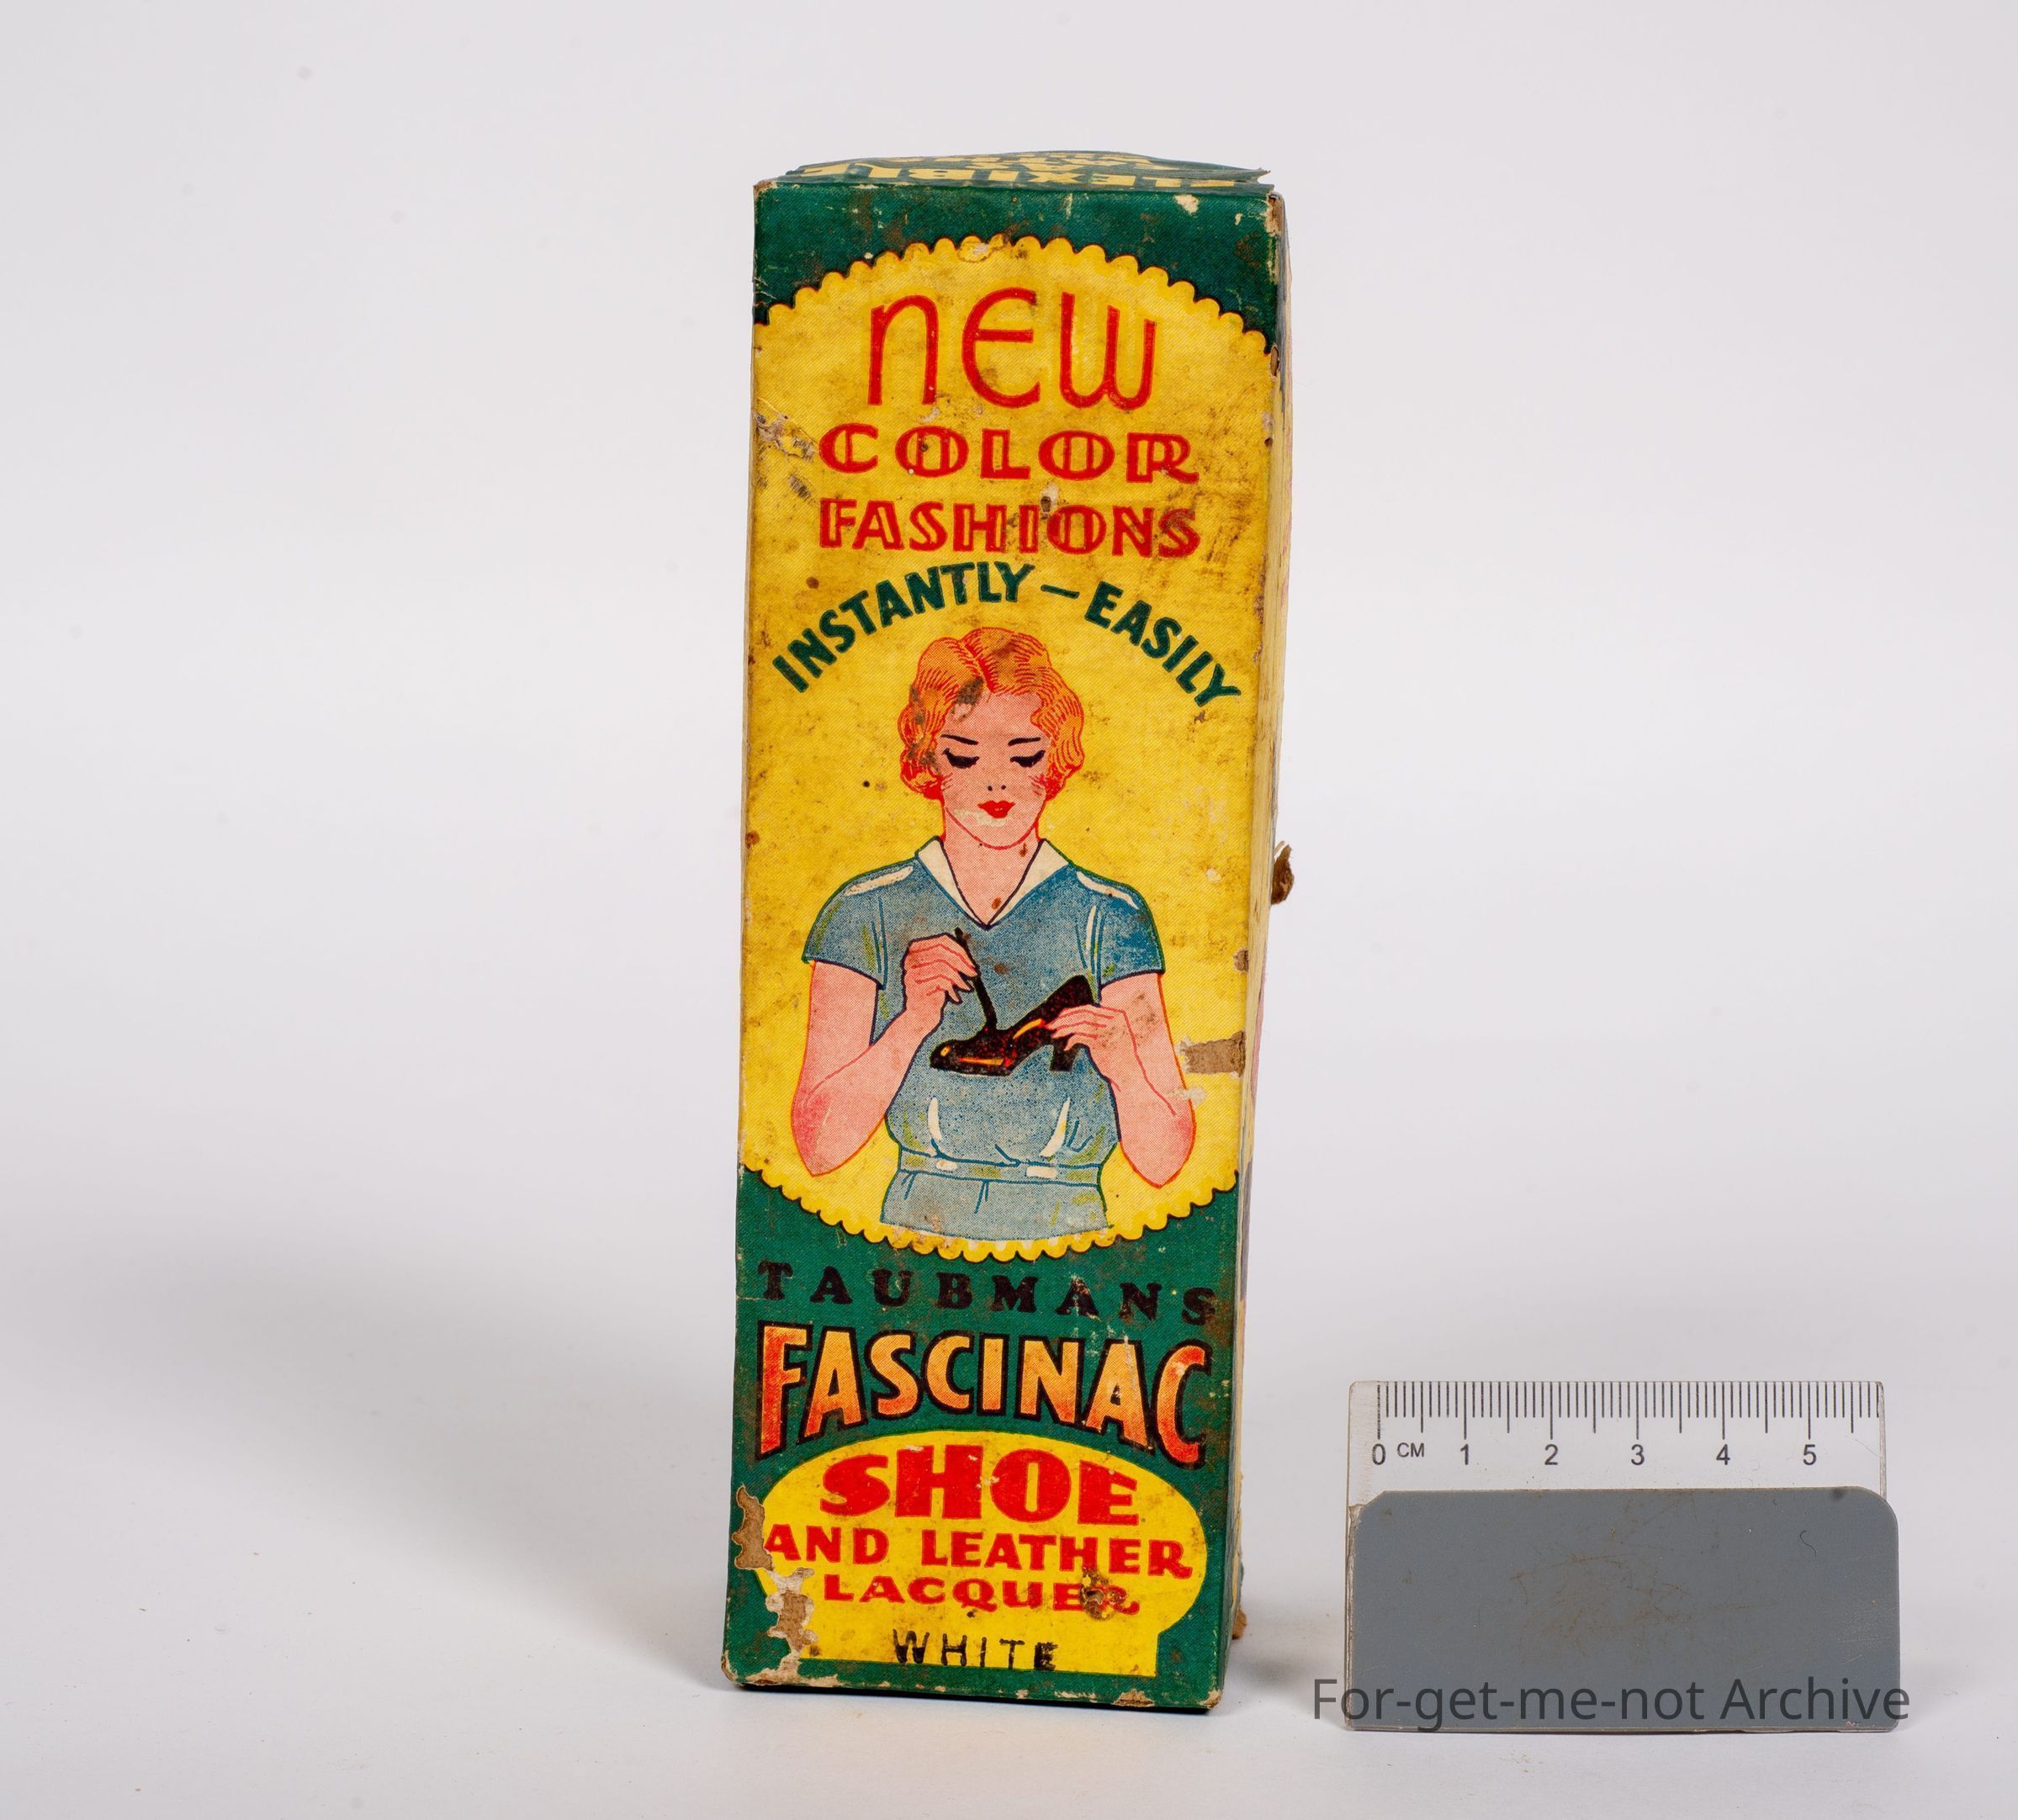 FLEXIBLE
nEW
COLOR
FASHIONS
INSTANTLY — EASILY
TAUBMANS
FASCINAC
SHOE
AND LEATHER
LACQUER
WHITE
0 CM 1 2 3 4 5
For-get-me-not Archive